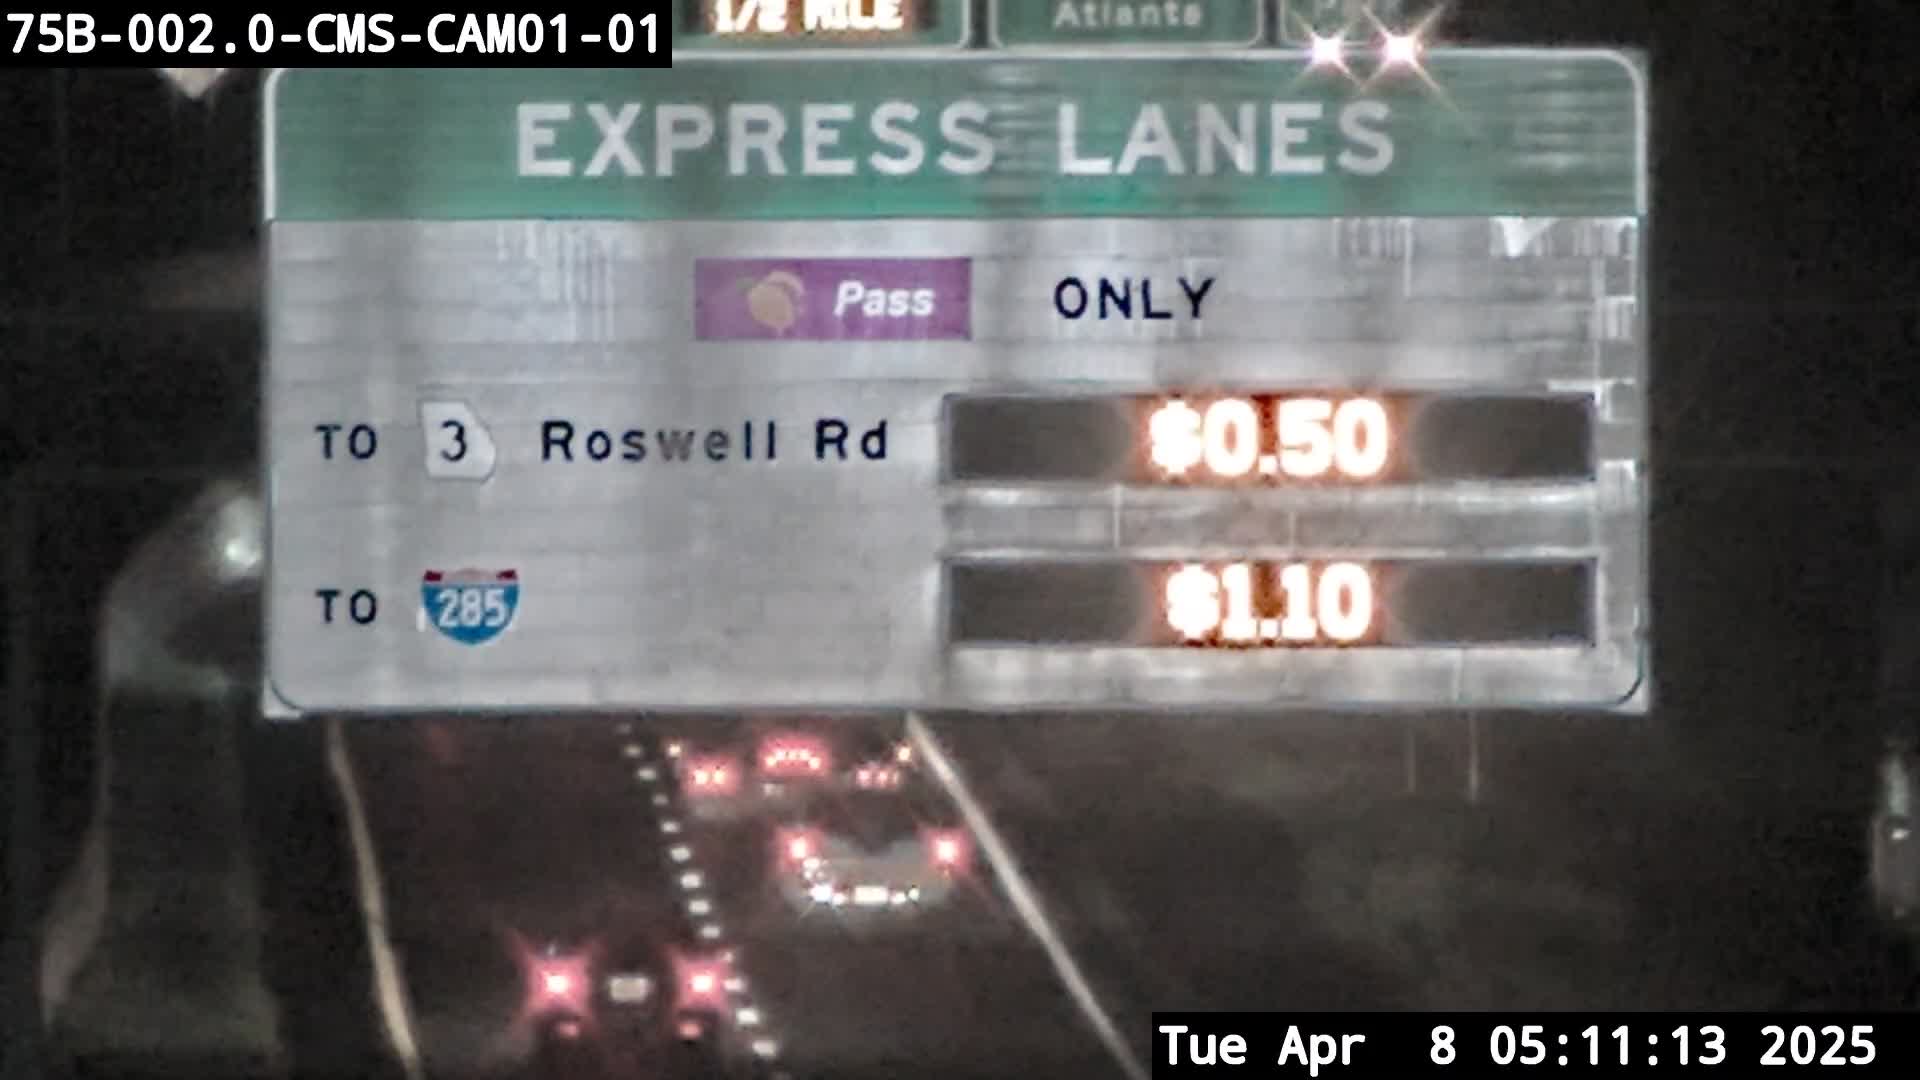 75B-002.0-CMS-CAM01-01
1/2 MILE
Atlanta
EXPRESS LANES
Pass ONLY
TO 3 Roswell Rd $0.50
TO 285 $1.10
Tue Apr 8 05:11:13 2025